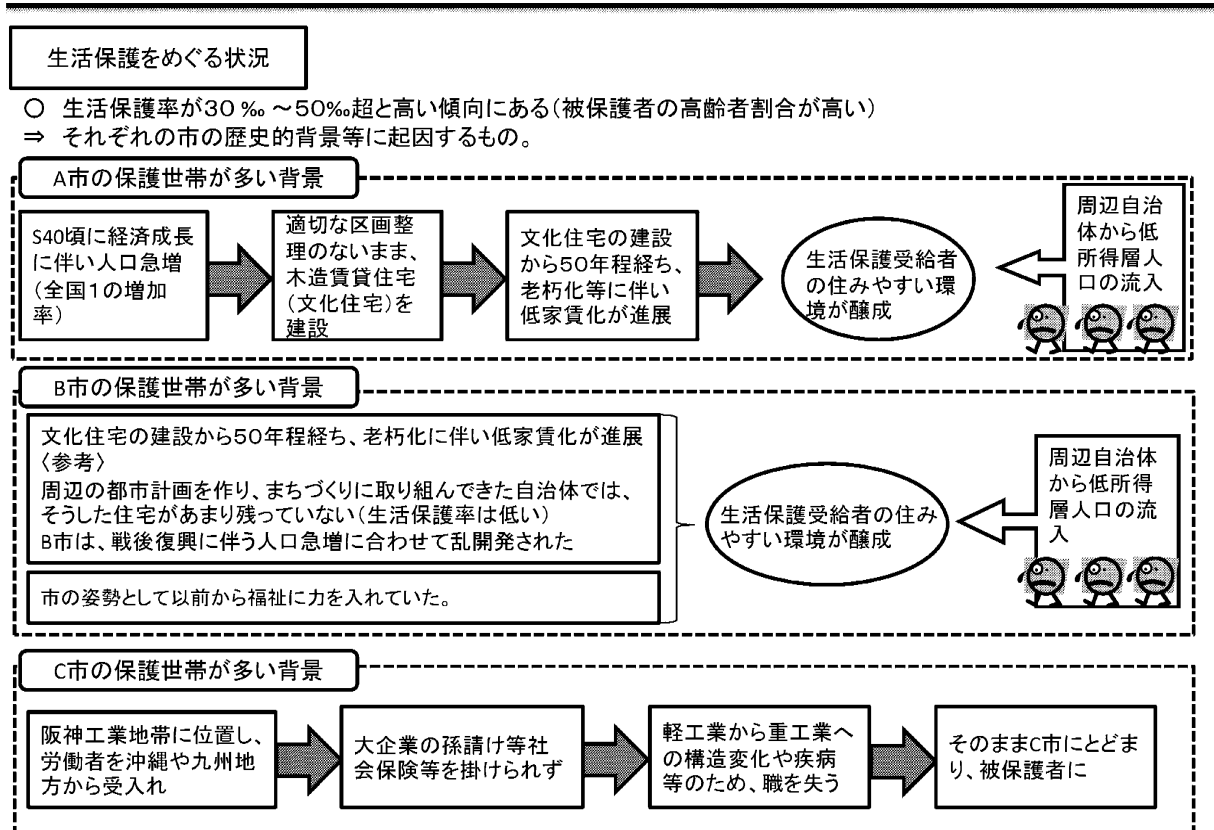 生活保護をめぐる状況
○ 生活保護率が30‰~50‰超と高い傾向にある(被保護者の高齢者割合が高い)
⇒ それぞれの市の歴史的背景等に起因するもの。
A市の保護世帯が多い背景
S40頃に経済成長
に伴い人口急増
(全国1の増加
率)
適切な区画整
理のないまま、
木造賃貸住宅
(文化住宅)を
建設
文化住宅の建設
から50年程経ち、
老朽化等に伴い
低家賃化が進展
生活保護受給者
の住みやすい環
境が醸成
周辺自治
体から低
所得層人
口の流入
B市の保護世帯が多い背景
文化住宅の建設から50年程経ち、老朽化に伴い低家賃化が進展
〈参考〉
周辺の都市計画を作り、まちづくりに取り組んできた自治体では、
そうした住宅があまり残っていない(生活保護率は低い)
B市は、戦後復興に伴う人口急増に合わせて乱開発された
市の姿勢として以前から福祉に力を入れていた。
生活保護受給者の住み
やすい環境が醸成
周辺自治体
から低所得
層人口の流
入
C市の保護世帯が多い背景
阪神工業地帯に位置し、
労働者を沖縄や九州地
方から受入れ
大企業の孫請け等社
会保険等を掛けられず
軽工業から重工業へ
の構造変化や疾病
等のため、職を失う
そのままC市にとどま
り、被保護者に